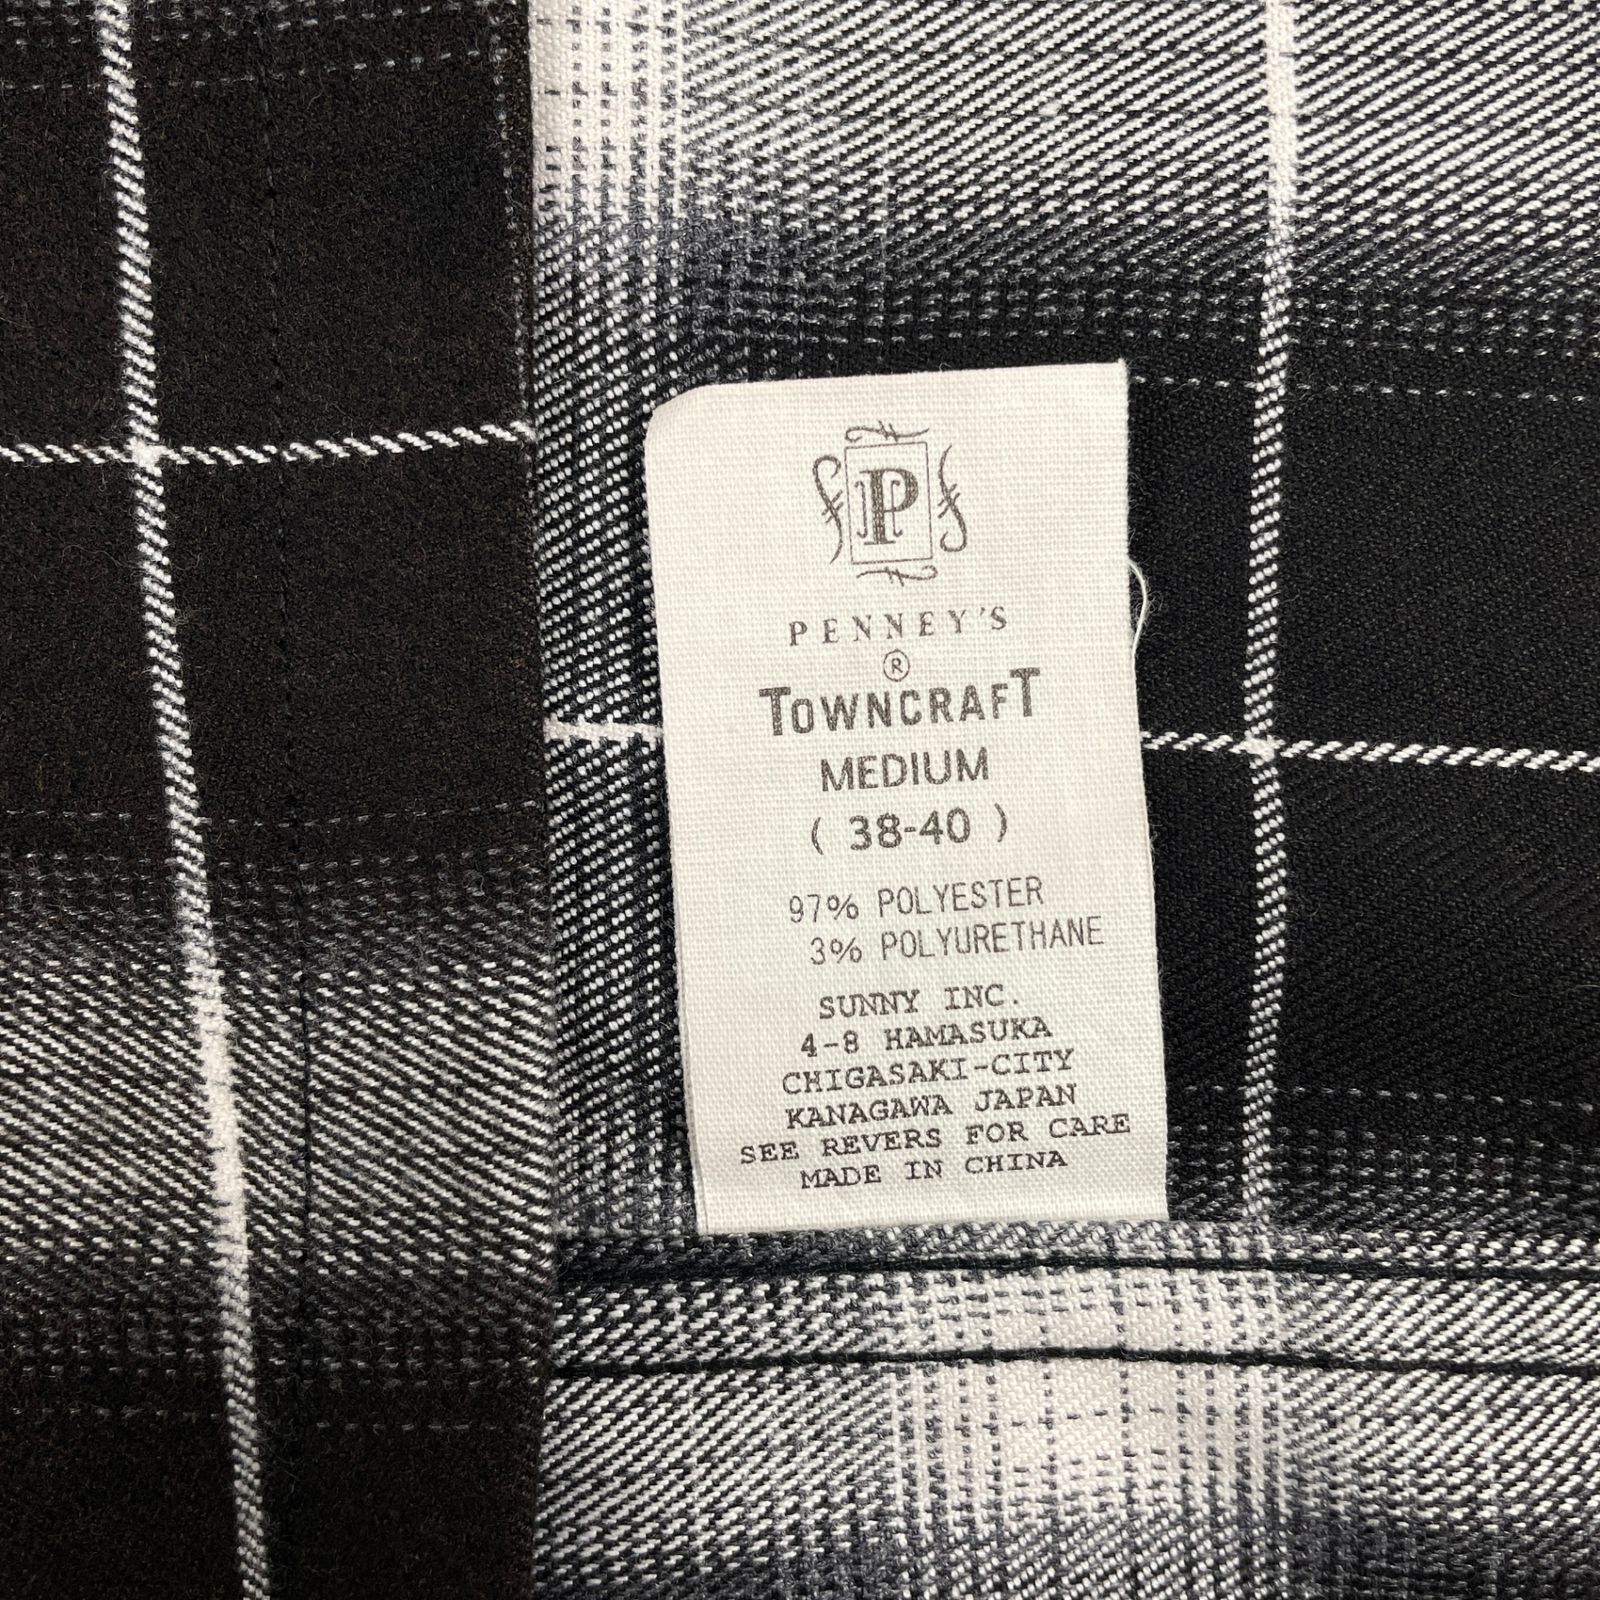 P
PENNEY'S
®
TOWNCRAFT
MEDIUM
( 38-40 )
97% POLYESTER
3% POLYURETHANE
SUNNY INC.
4-8 HAMASUKA
CHIGASAKI-CITY
KANAGAWA JAPAN
SEE REVERS FOR CARE
MADE IN CHINA